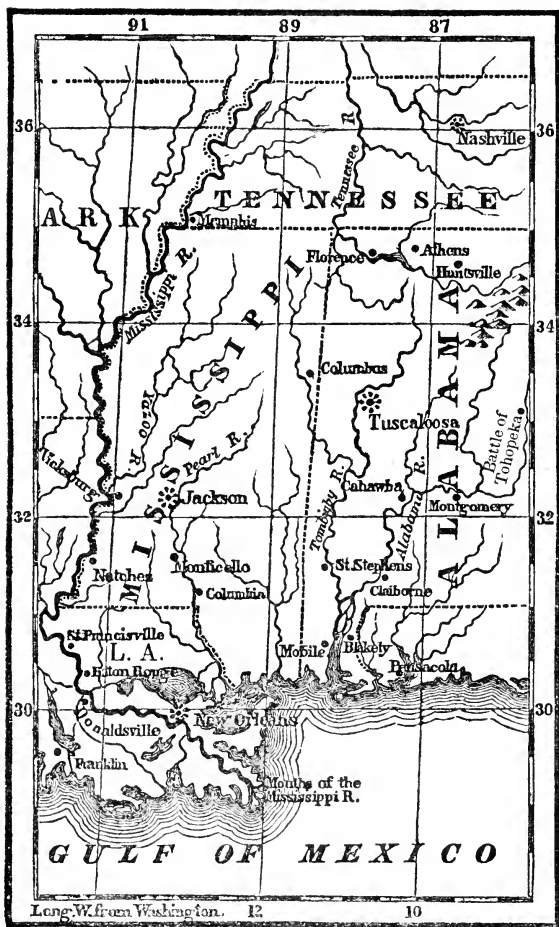 91 89 87
36
Nashville
Tennessee R.
TENNESSEE
ARK
Memphis
Florence
Athens
Huntsville
Mississippi R.
34
MISSISSIPPI
ALABAMA
Columbus
Yazoo R.
Tuscaloosa
Battle of
Tohopeka
Pearl R.
Vicksburg
Jackson
Cahawba
Alabama R.
Montgomery
32
32
Tombigby R.
Natchez
Monticello
St. Stephens
Columbia
Claiborne
St. Francisville
L. A.
Mobile
Blakely
Pensacola
Baton Rouge
30
30
Donaldsville
New Orleans
Franklin
Mouths of the
Mississippi R.
GULF OF MEXICO
Long. W. from Washington. 12 10
36
34